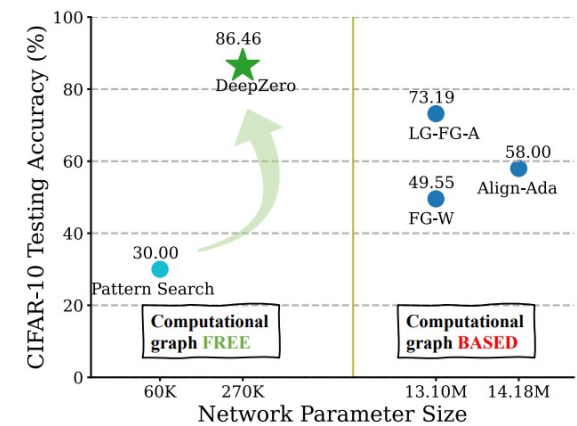 CIFAR-10 Testing Accuracy (%)
100
80
60
40
20
0
86.46
DeepZero
30.00
Pattern Search
73.19
LG-FG-A
58.00
Align-Ada
49.55
FG-W
Computational
graph FREE
Computational
graph BASED
60K
270K
13.10M
14.18M
Network Parameter Size